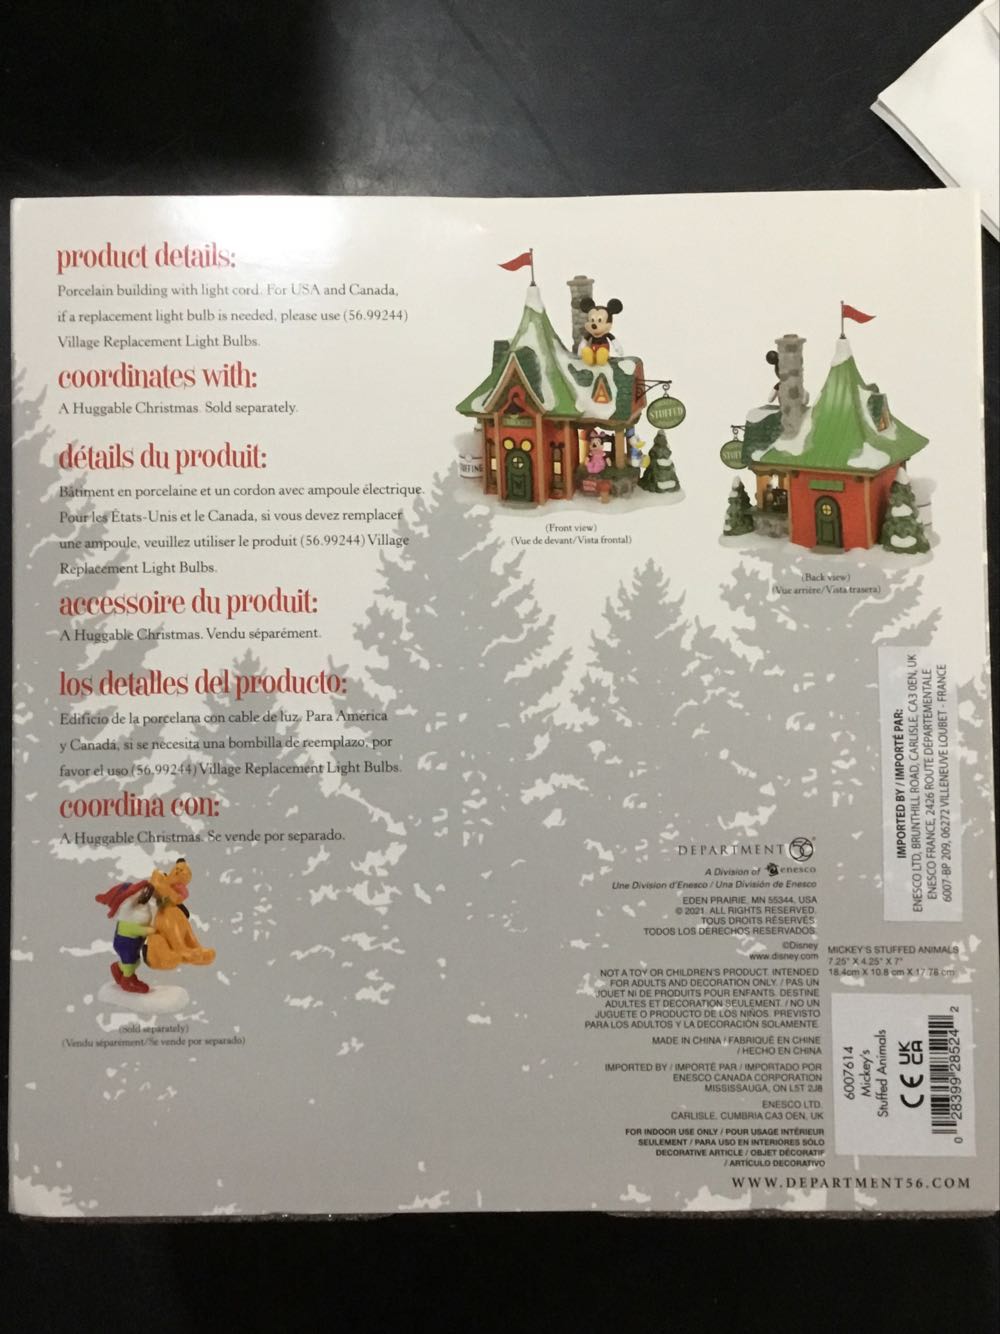 product details:
Porcelain building with light cord. For USA and Canada,
if a replacement light bulb is needed, please use (56.99244)
Village Replacement Light Bulbs.
coordinates with:
A Huggable Christmas. Sold separately.
détails du produit:
Bâtiment en porcelaine et un cordon avec ampoule électrique.
Pour les États-Unis et le Canada, si vous devez remplacer
une ampoule, veuillez utiliser le produit (56.99244) Village
Replacement Light Bulbs.
accessoire du produit:
A Huggable Christmas. Vendu séparément.
los detalles del producto:
Edificio de la porcelana con cable de luz. Para América
y Canadá, si se necesita una bombilla de reemplazo, por
favor el uso (56.99244) Village Replacement Light Bulbs.
coordina con:
A Huggable Christmas. Se vende por separado.
(Sold separately)
(Vendu séparément/Se vende por separado)
STUFFED
(Front view)
(Vue de devant/Vista frontal)
(Back view)
(Vue arrière/Vista trasera)
IMPORTED BY / IMPORTÉ PAR:
ENESCO LTD, BRUNTHILL ROAD, CARLISLE, CA3 0EN, UK
ENESCO FRANCE, 2426 ROUTE DÉPARTEMENTALE
6007-BP 209, 06272 VILLENEUVE LOUBET - FRANCE
DEPARTMENT 56®
A Division of enesco
Une Division d'Enesco / Una División de Enesco
EDEN PRAIRIE, MN 55344, USA
© 2021. ALL RIGHTS RESERVED.
TOUS DROITS RÉSERVÉS
TODOS LOS DERECHOS RESERVADOS.
©Disney
www.disney.com
MICKEY'S STUFFED ANIMALS
7.25" X 4.25" X 7"
18.4cm X 10.8 cm X 17.78 cm
NOT A TOY OR CHILDREN'S PRODUCT. INTENDED
FOR ADULTS AND DECORATION ONLY. / PAS UN
JOUET NI DE PRODUITS POUR ENFANTS. DESTINE
ADULTES ET DECORATION SEULEMENT. / NO UN
JUGUETE O PRODUCTO DE LOS NIÑOS. PREVISTO
PARA LOS ADULTOS Y LA DECORACIÓN SOLAMENTE.
MADE IN CHINA / FABRIQUÉ EN CHINE
/ HECHO EN CHINA
IMPORTED BY / IMPORTÉ PAR / IMPORTADO POR
ENESCO CANADA CORPORATION
MISSISSAUGA, ON L5T 2J8
ENESCO LTD.
CARLISLE, CUMBRIA CA3 OEN, UK
FOR INDOOR USE ONLY / POUR USAGE INTÉRIEUR
SEULEMENT / PARA USO EN INTERIORES SÓLO
DECORATIVE ARTICLE / OBJET DÉCORATIF
/ ARTÍCULO DECORATIVO
6007614
Mickey's
Stuffed Animals
CE UK
CA
0 28399 28524 2
WWW.DEPARTMENT56.COM